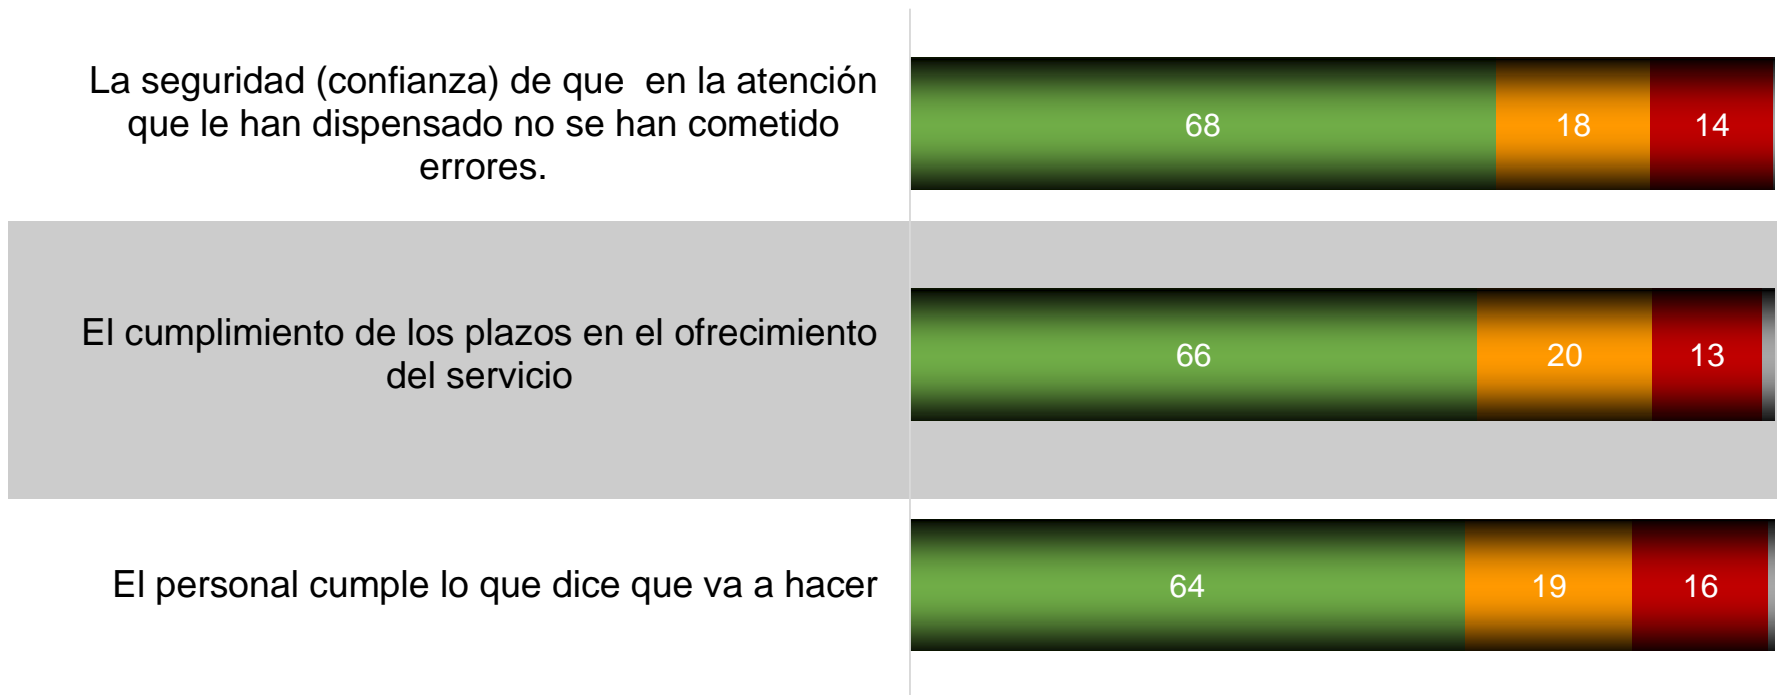 La seguridad (confianza) de que  en la atención
que le han dispensado no se han cometido
errores.
68 18 14
El cumplimiento de los plazos en el ofrecimiento
del servicio
66 20 13
El personal cumple lo que dice que va a hacer
64 19 16